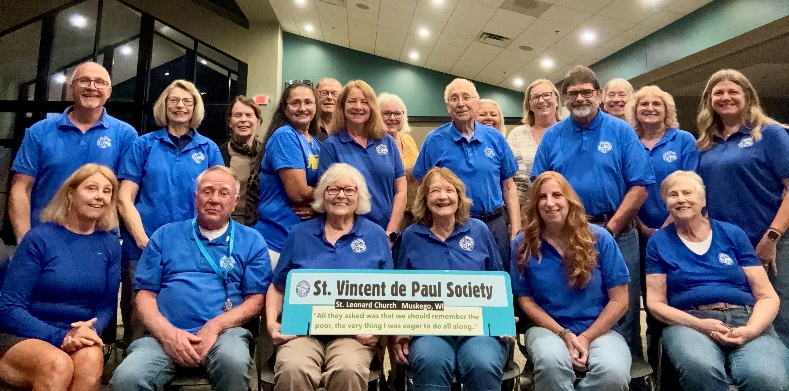 St. Vincent de Paul Society
St. Leonard Church Muskego, WI
"All they asked was that we should remember the
poor, the very thing I was eager to do all along."